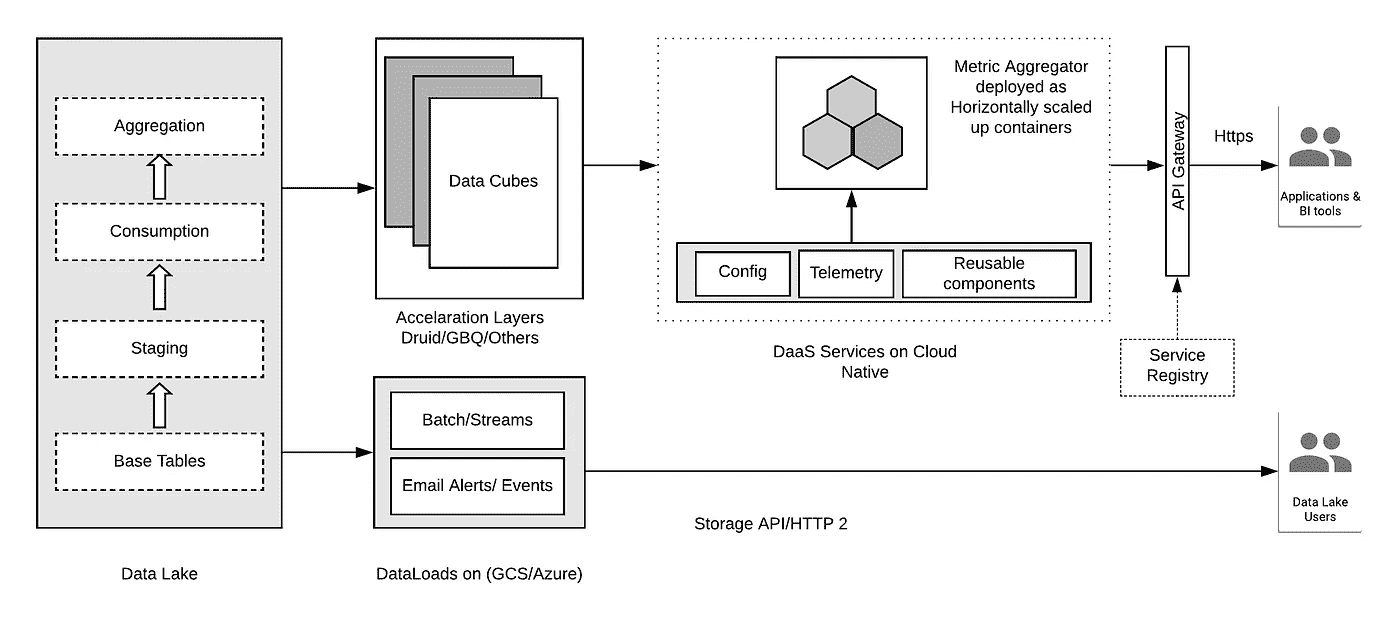 Aggregation
Consumption
Staging
Base Tables
Data Lake
Data Cubes
Accelaration Layers
Druid/GBQ/Others
Batch/Streams
Email Alerts/ Events
DataLoads on (GCS/Azure)
Metric Aggregator
deployed as
Horizontally scaled
up containers
Config
Telemetry
Reusable
components
DaaS Services on Cloud
Native
API Gateway
Https
Applications &
BI tools
Service
Registry
Storage API/HTTP 2
Data Lake
Users